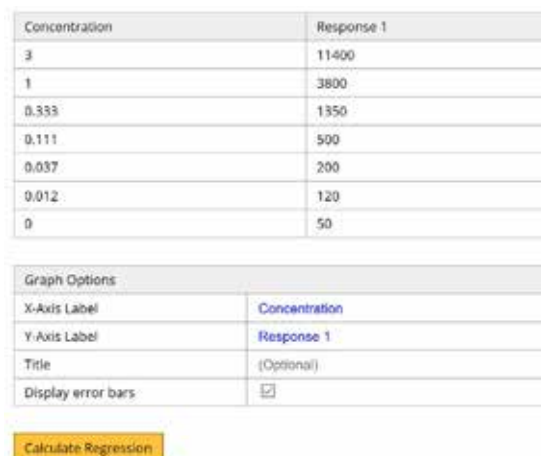 Concentration Response 1
3 11400
1 3800
0.333 1350
0.111 500
0.037 200
0.012 120
0 50
Graph Options
X-Axis Label Concentration
Y-Axis Label Response 1
Title (Optional)
Display error bars
Calculate Regression